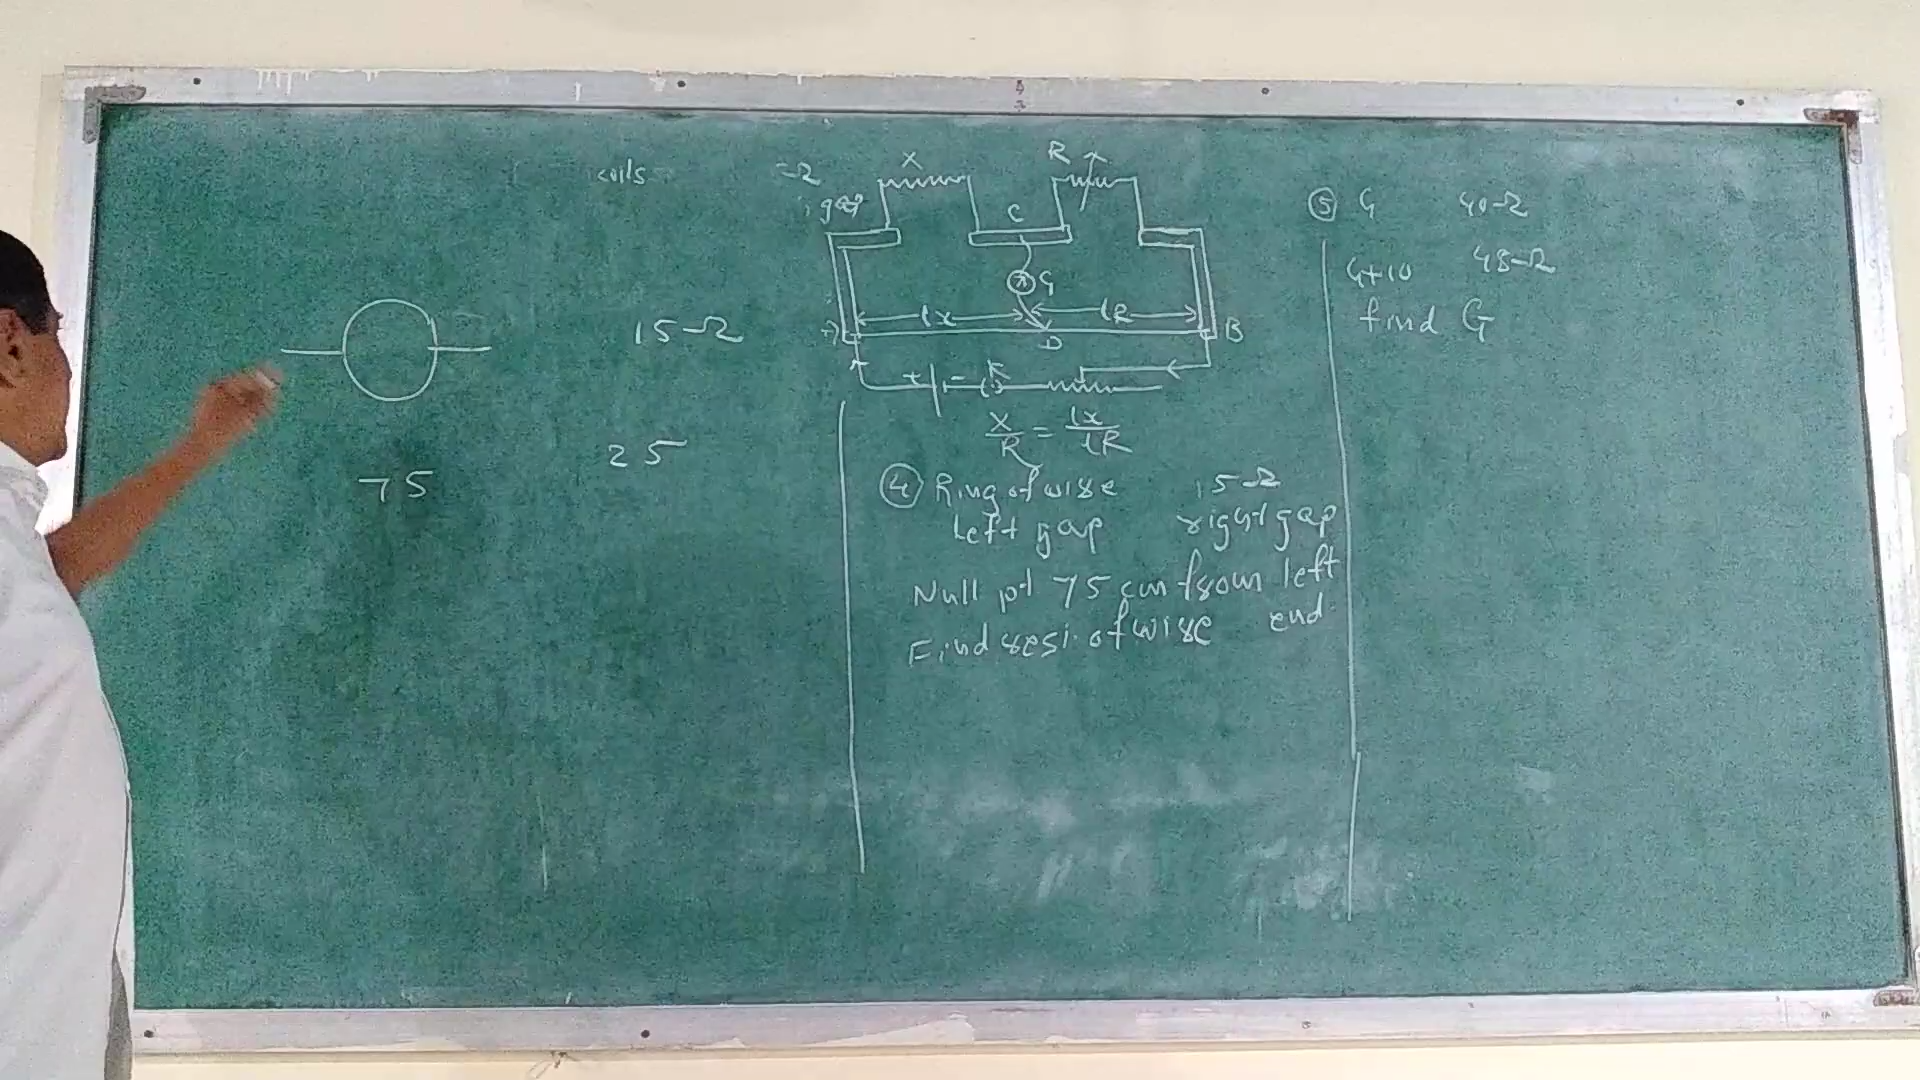 coils
15-Ω
25
75
X
R
C
G
lx
lR
D
B
+ -
K
X/R = lx/lR
④ Ring of wire 15-Ω
Left gap right gap
Null pt 75 cm from left
end
Find resi. of wire
⑤ G 40-Ω
G+10 48-Ω
find G